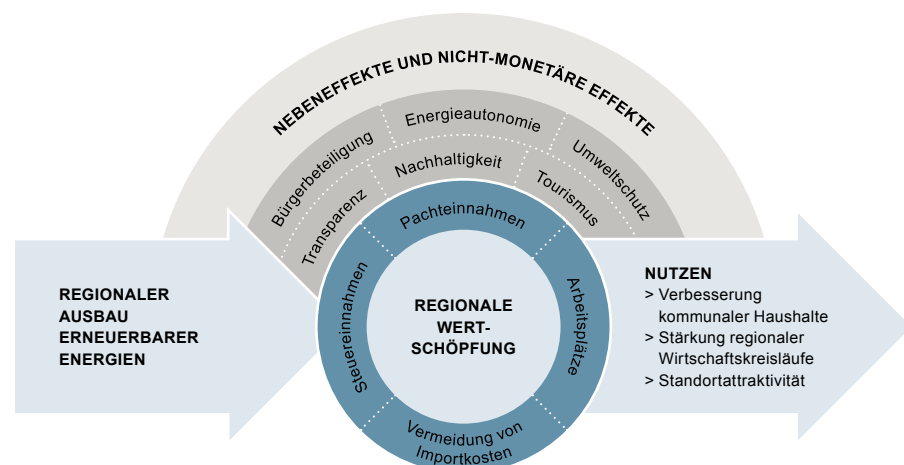 NEBENEFFEKTE UND NICHT-MONETÄRE EFFEKTE
Bürgerbeteiligung
Energieautonomie
Umweltschutz
Transparenz
Nachhaltigkeit
Tourismus
Pachteinnahmen
Steuereinnahmen
Arbeitsplätze
Vermeidung von
Importkosten
REGIONALER
AUSBAU
ERNEUERBARER
ENERGIEN
REGIONALE
WERT-
SCHÖPFUNG
NUTZEN
> Verbesserung
kommunaler Haushalte
> Stärkung regionaler
Wirtschaftskreisläufe
> Standortattraktivität